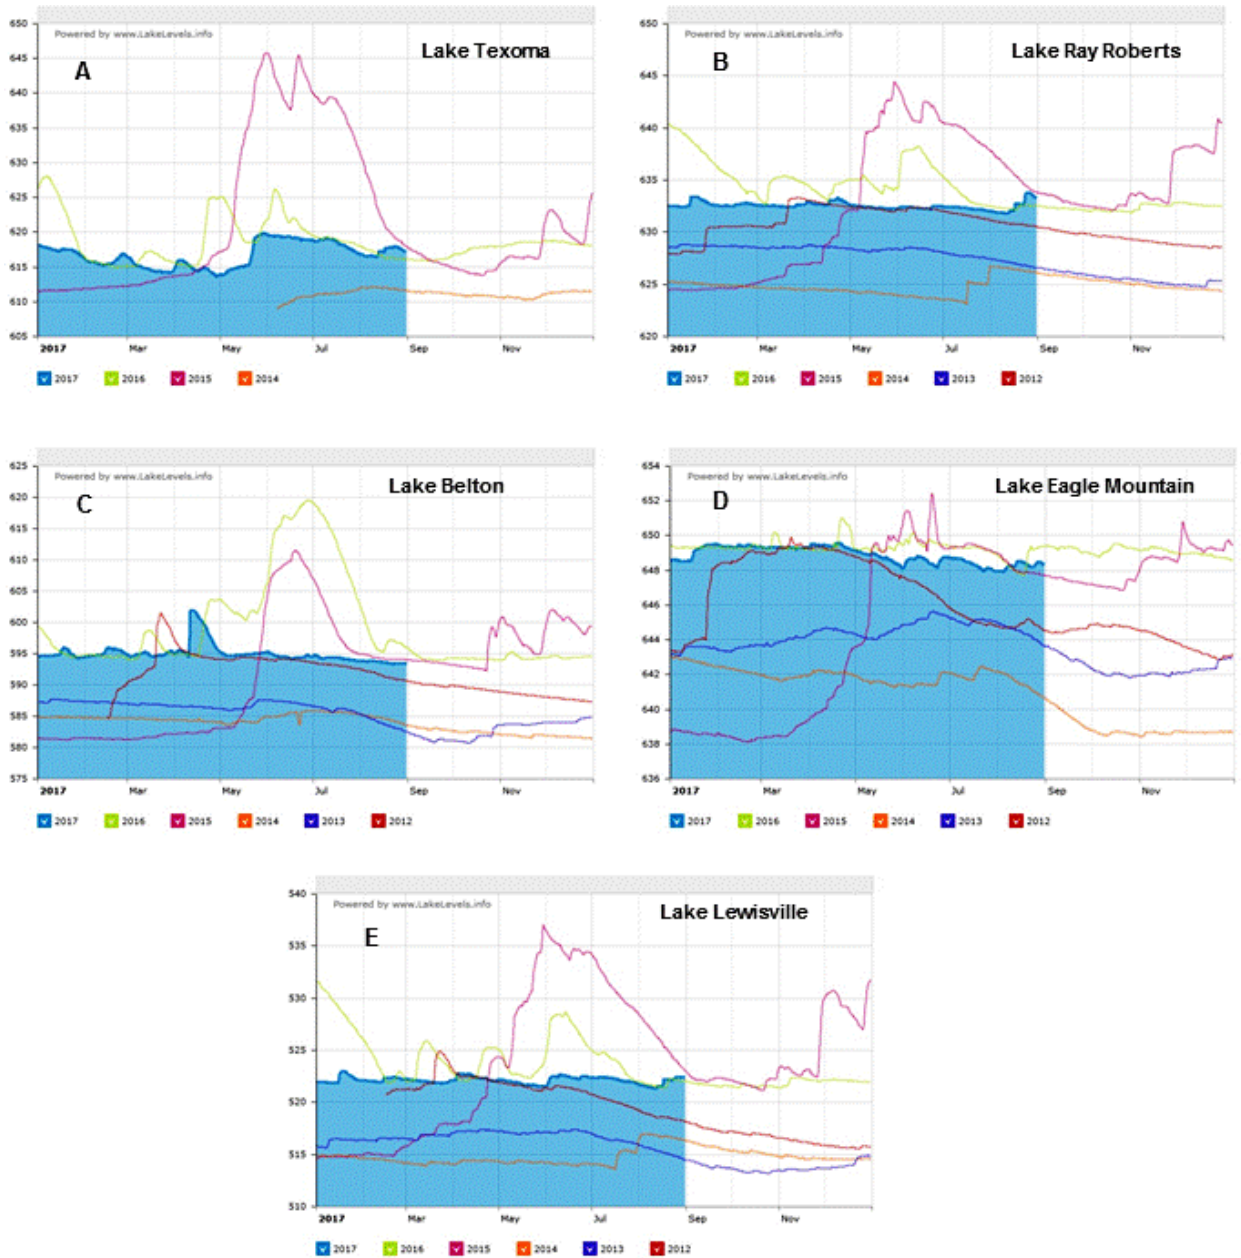 650
Powered by www.LakeLevels.info
Lake Texoma
A
645
640
635
630
625
620
615
610
605
2017 Mar May Jul Sep Nov
2017 2016 2015 2014
650
Powered by www.LakeLevels.info
Lake Ray Roberts
B
645
640
635
630
625
620
2017 Mar May Jul Sep Nov
2017 2016 2015 2014 2013 2012
625
Powered by www.LakeLevels.info
Lake Belton
C
620
615
610
605
600
595
590
585
580
575
2017 Mar May Jul Sep Nov
2017 2016 2015 2014 2013 2012
654
Powered by www.LakeLevels.info
Lake Eagle Mountain
D
652
650
648
646
644
642
640
638
636
2017 Mar May Jul Sep Nov
2017 2016 2015 2014 2013 2012
540
Powered by www.LakeLevels.info
Lake Lewisville
E
535
530
525
520
515
510
2017 Mar May Jul Sep Nov
2017 2016 2015 2014 2013 2012